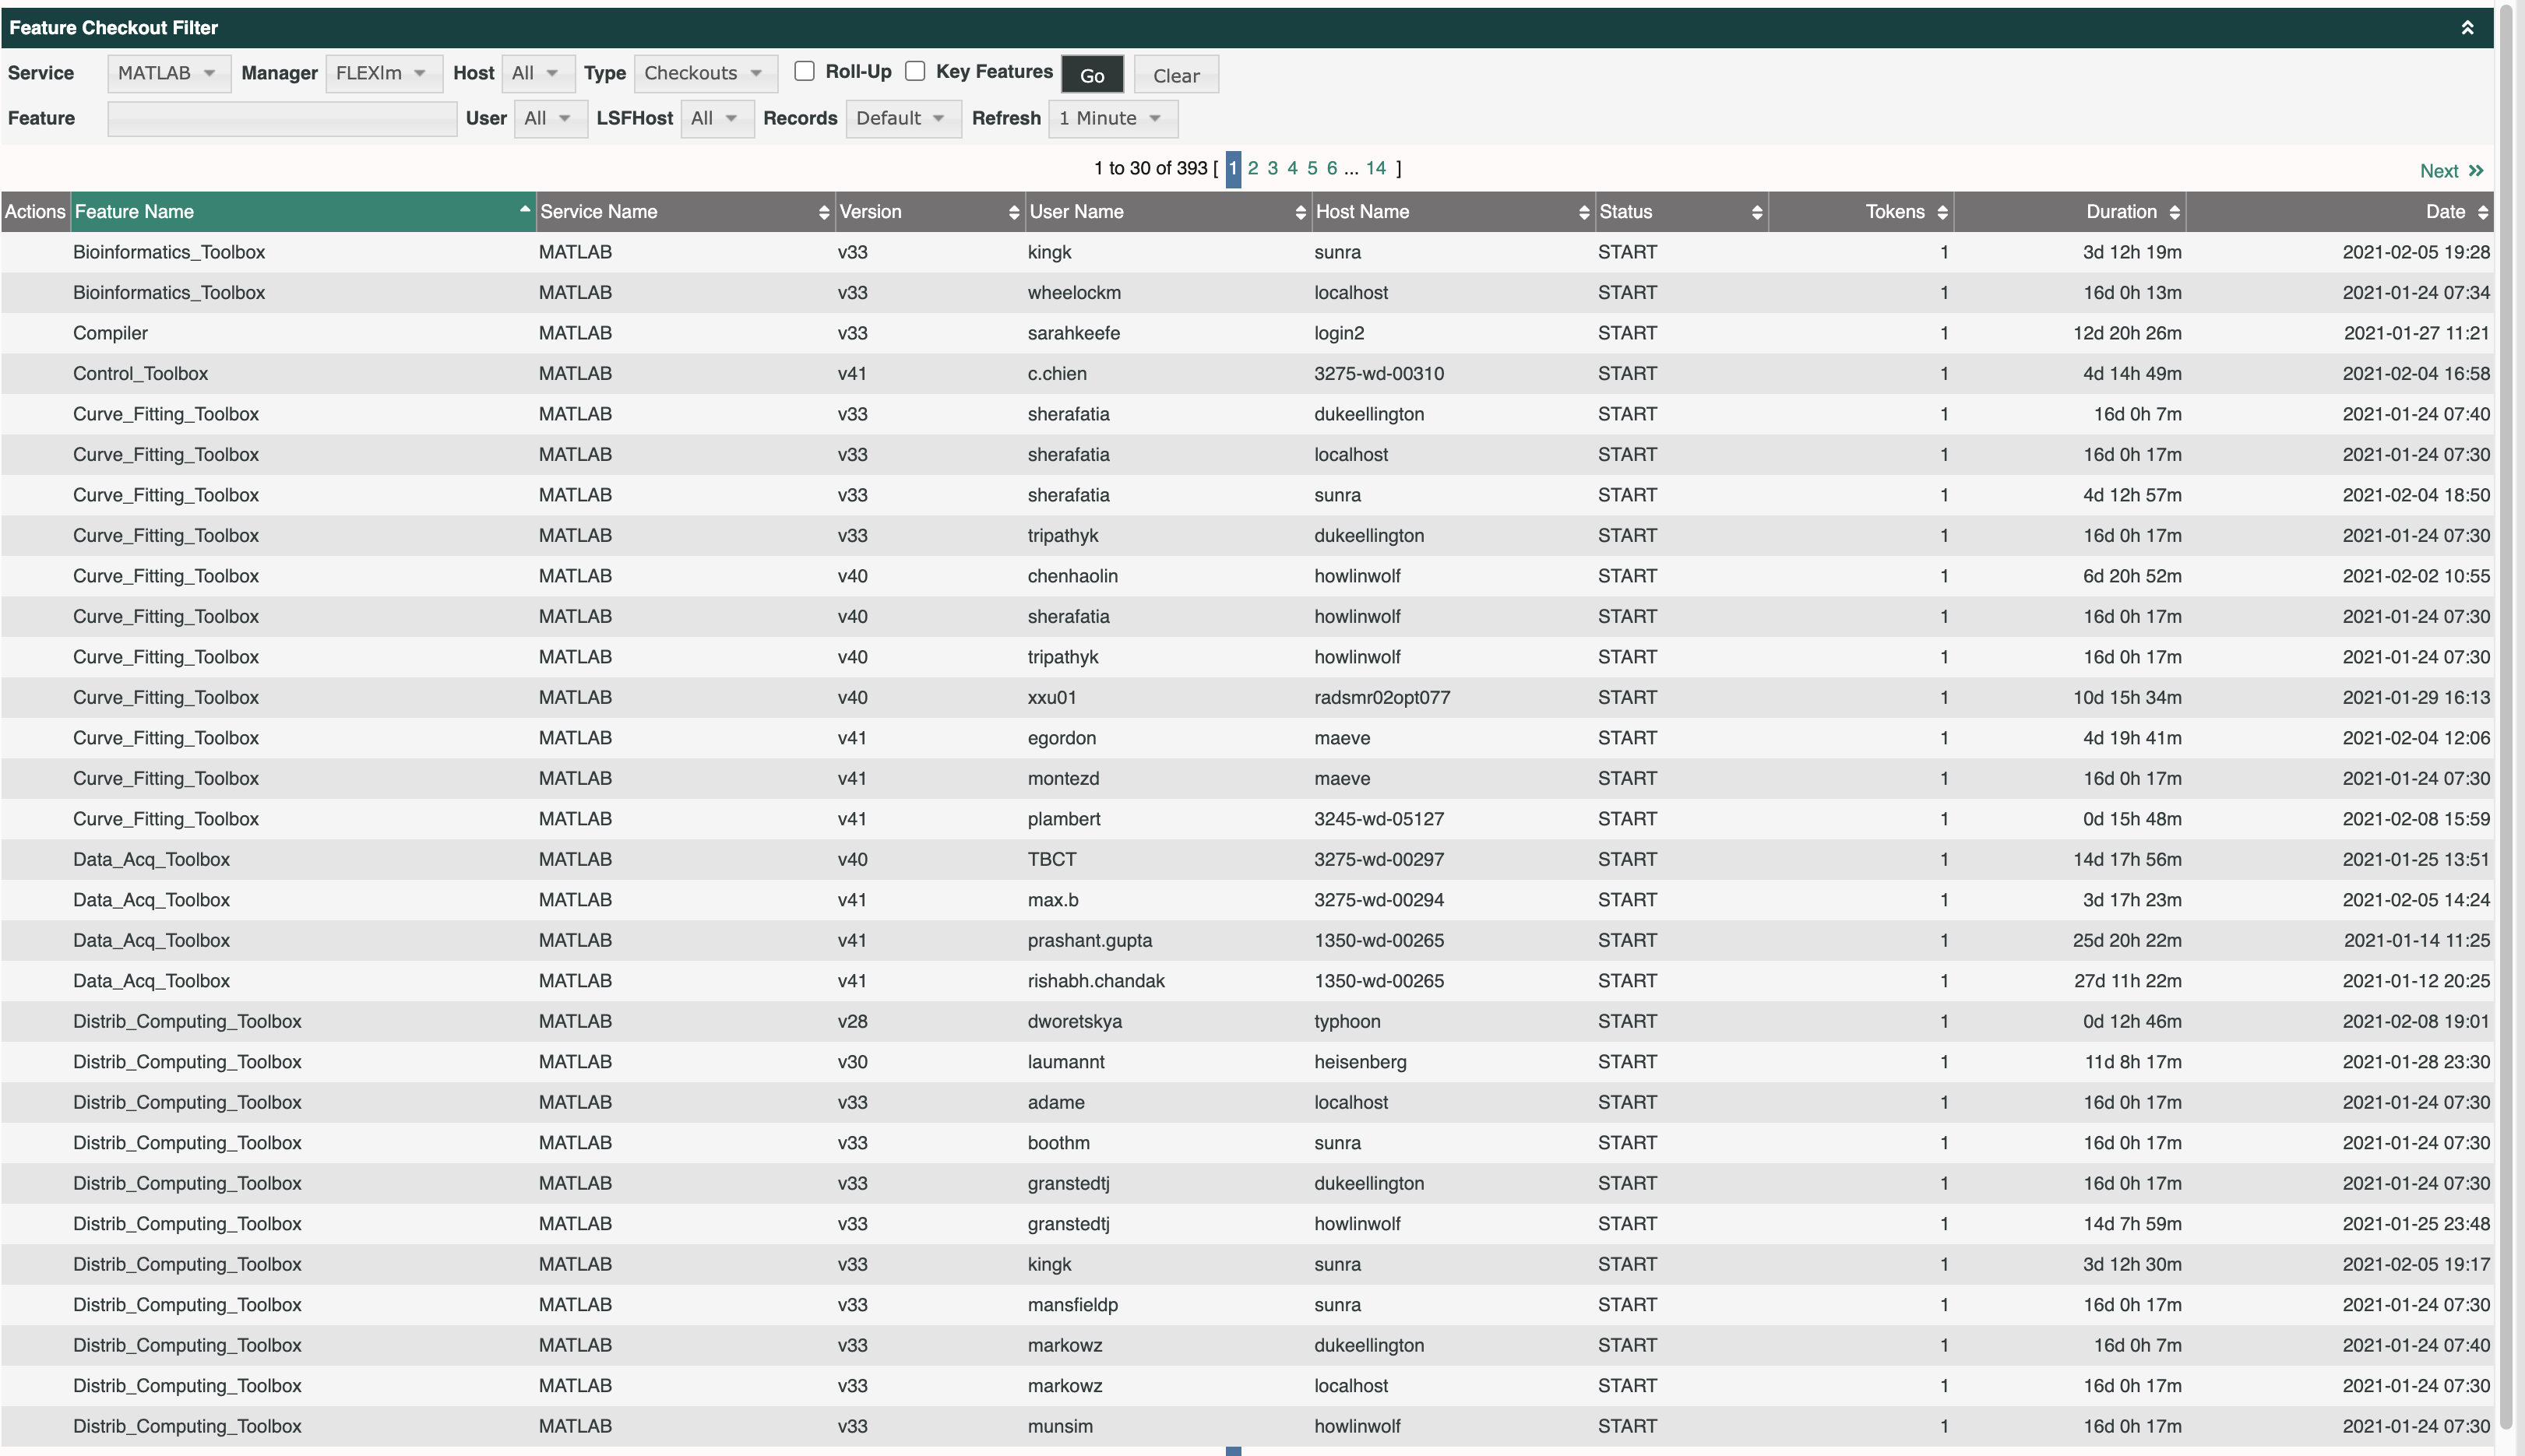 Feature Checkout Filter
Service MATLAB Manager FLEXlm Host All Type Checkouts Roll-Up Key Features Go Clear
Feature User All LSFHost All Records Default Refresh 1 Minute
1 to 30 of 393 [ 1 2 3 4 5 6 ... 14 ] Next
Actions Feature Name Service Name Version User Name Host Name Status Tokens Duration Date
Bioinformatics_Toolbox MATLAB v33 kingk sunra START 1 3d 12h 19m 2021-02-05 19:28
Bioinformatics_Toolbox MATLAB v33 wheelockm localhost START 1 16d 0h 13m 2021-01-24 07:34
Compiler MATLAB v33 sarahkeefe login2 START 1 12d 20h 26m 2021-01-27 11:21
Control_Toolbox MATLAB v41 c.chien 3275-wd-00310 START 1 4d 14h 49m 2021-02-04 16:58
Curve_Fitting_Toolbox MATLAB v33 sherafatia dukeellington START 1 16d 0h 7m 2021-01-24 07:40
Curve_Fitting_Toolbox MATLAB v33 sherafatia localhost START 1 16d 0h 17m 2021-01-24 07:30
Curve_Fitting_Toolbox MATLAB v33 sherafatia sunra START 1 4d 12h 57m 2021-02-04 18:50
Curve_Fitting_Toolbox MATLAB v33 tripathyk dukeellington START 1 16d 0h 17m 2021-01-24 07:30
Curve_Fitting_Toolbox MATLAB v40 chenhaolin howlinwolf START 1 6d 20h 52m 2021-02-02 10:55
Curve_Fitting_Toolbox MATLAB v40 sherafatia howlinwolf START 1 16d 0h 17m 2021-01-24 07:30
Curve_Fitting_Toolbox MATLAB v40 tripathyk howlinwolf START 1 16d 0h 17m 2021-01-24 07:30
Curve_Fitting_Toolbox MATLAB v40 xxu01 radsmr02opt077 START 1 10d 15h 34m 2021-01-29 16:13
Curve_Fitting_Toolbox MATLAB v41 egordon maeve START 1 4d 19h 41m 2021-02-04 12:06
Curve_Fitting_Toolbox MATLAB v41 montezd maeve START 1 16d 0h 17m 2021-01-24 07:30
Curve_Fitting_Toolbox MATLAB v41 plambert 3245-wd-05127 START 1 0d 15h 48m 2021-02-08 15:59
Data_Acq_Toolbox MATLAB v40 TBCT 3275-wd-00297 START 1 14d 17h 56m 2021-01-25 13:51
Data_Acq_Toolbox MATLAB v41 max.b 3275-wd-00294 START 1 3d 17h 23m 2021-02-05 14:24
Data_Acq_Toolbox MATLAB v41 prashant.gupta 1350-wd-00265 START 1 25d 20h 22m 2021-01-14 11:25
Data_Acq_Toolbox MATLAB v41 rishabh.chandak 1350-wd-00265 START 1 27d 11h 22m 2021-01-12 20:25
Distrib_Computing_Toolbox MATLAB v28 dworetskya typhoon START 1 0d 12h 46m 2021-02-08 19:01
Distrib_Computing_Toolbox MATLAB v30 laumannt heisenberg START 1 11d 8h 17m 2021-01-28 23:30
Distrib_Computing_Toolbox MATLAB v33 adame localhost START 1 16d 0h 17m 2021-01-24 07:30
Distrib_Computing_Toolbox MATLAB v33 boothm sunra START 1 16d 0h 17m 2021-01-24 07:30
Distrib_Computing_Toolbox MATLAB v33 granstedtj dukeellington START 1 16d 0h 17m 2021-01-24 07:30
Distrib_Computing_Toolbox MATLAB v33 granstedtj howlinwolf START 1 14d 7h 59m 2021-01-25 23:48
Distrib_Computing_Toolbox MATLAB v33 kingk sunra START 1 3d 12h 30m 2021-02-05 19:17
Distrib_Computing_Toolbox MATLAB v33 mansfieldp sunra START 1 16d 0h 17m 2021-01-24 07:30
Distrib_Computing_Toolbox MATLAB v33 markowz dukeellington START 1 16d 0h 7m 2021-01-24 07:40
Distrib_Computing_Toolbox MATLAB v33 markowz localhost START 1 16d 0h 17m 2021-01-24 07:30
Distrib_Computing_Toolbox MATLAB v33 munsim howlinwolf START 1 16d 0h 17m 2021-01-24 07:30